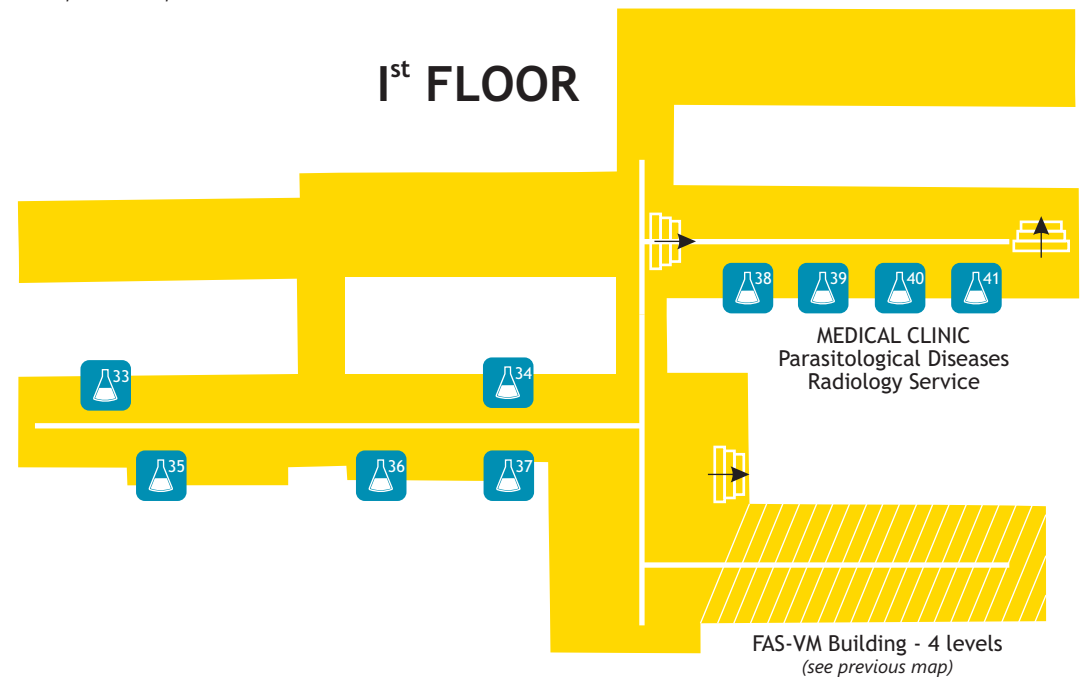 Ist FLOOR
38
39
40
41
MEDICAL CLINIC
Parasitological Diseases
Radiology Service
33
34
35
36
37
FAS-VM Building - 4 levels
(see previous map)